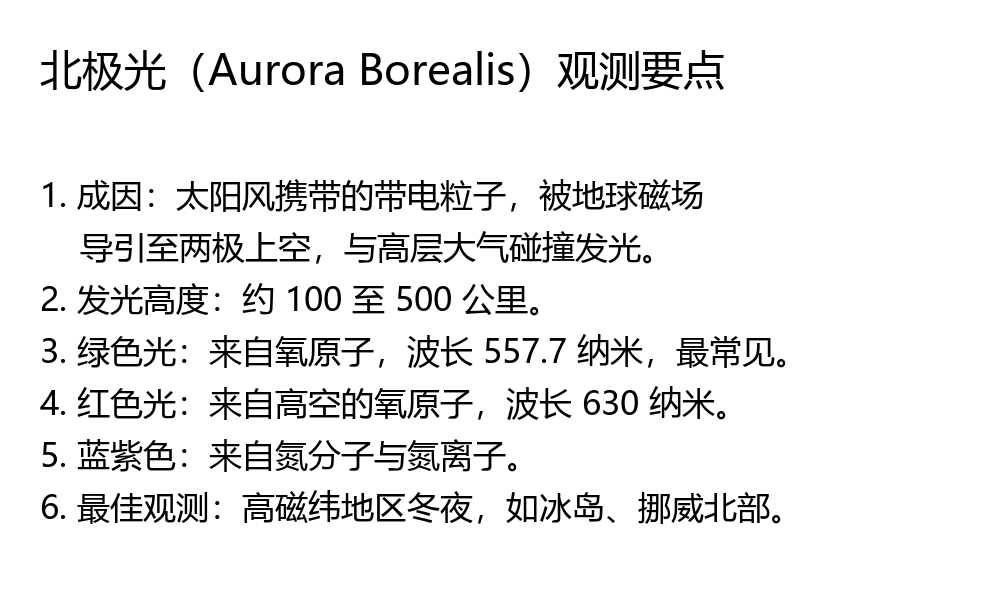 北极光（Aurora Borealis）观测要点
1. 成因：太阳风携带的带电粒子，被地球磁场
导引至两极上空，与高层大气碰撞发光。
2. 发光高度：约 100 至 500 公里。
3. 绿色光：来自氧原子，波长 557.7 纳米，最常见。
4. 红色光：来自高空的氧原子，波长 630 纳米。
5. 蓝紫色：来自氮分子与氮离子。
6. 最佳观测：高磁纬地区冬夜，如冰岛、挪威北部。